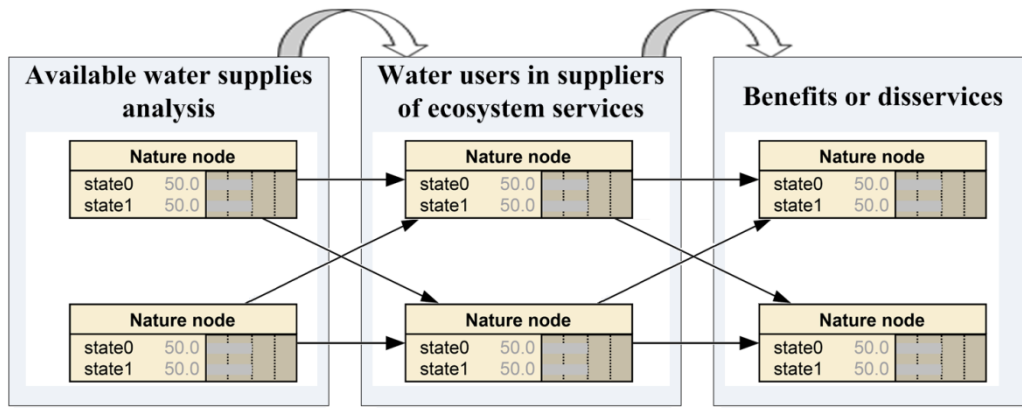 Available water supplies
analysis
Nature node
state0 50.0
state1 50.0
Nature node
state0 50.0
state1 50.0
Water users in suppliers
of ecosystem services
Nature node
state0 50.0
state1 50.0
Nature node
state0 50.0
state1 50.0
Benefits or disservices
Nature node
state0 50.0
state1 50.0
Nature node
state0 50.0
state1 50.0